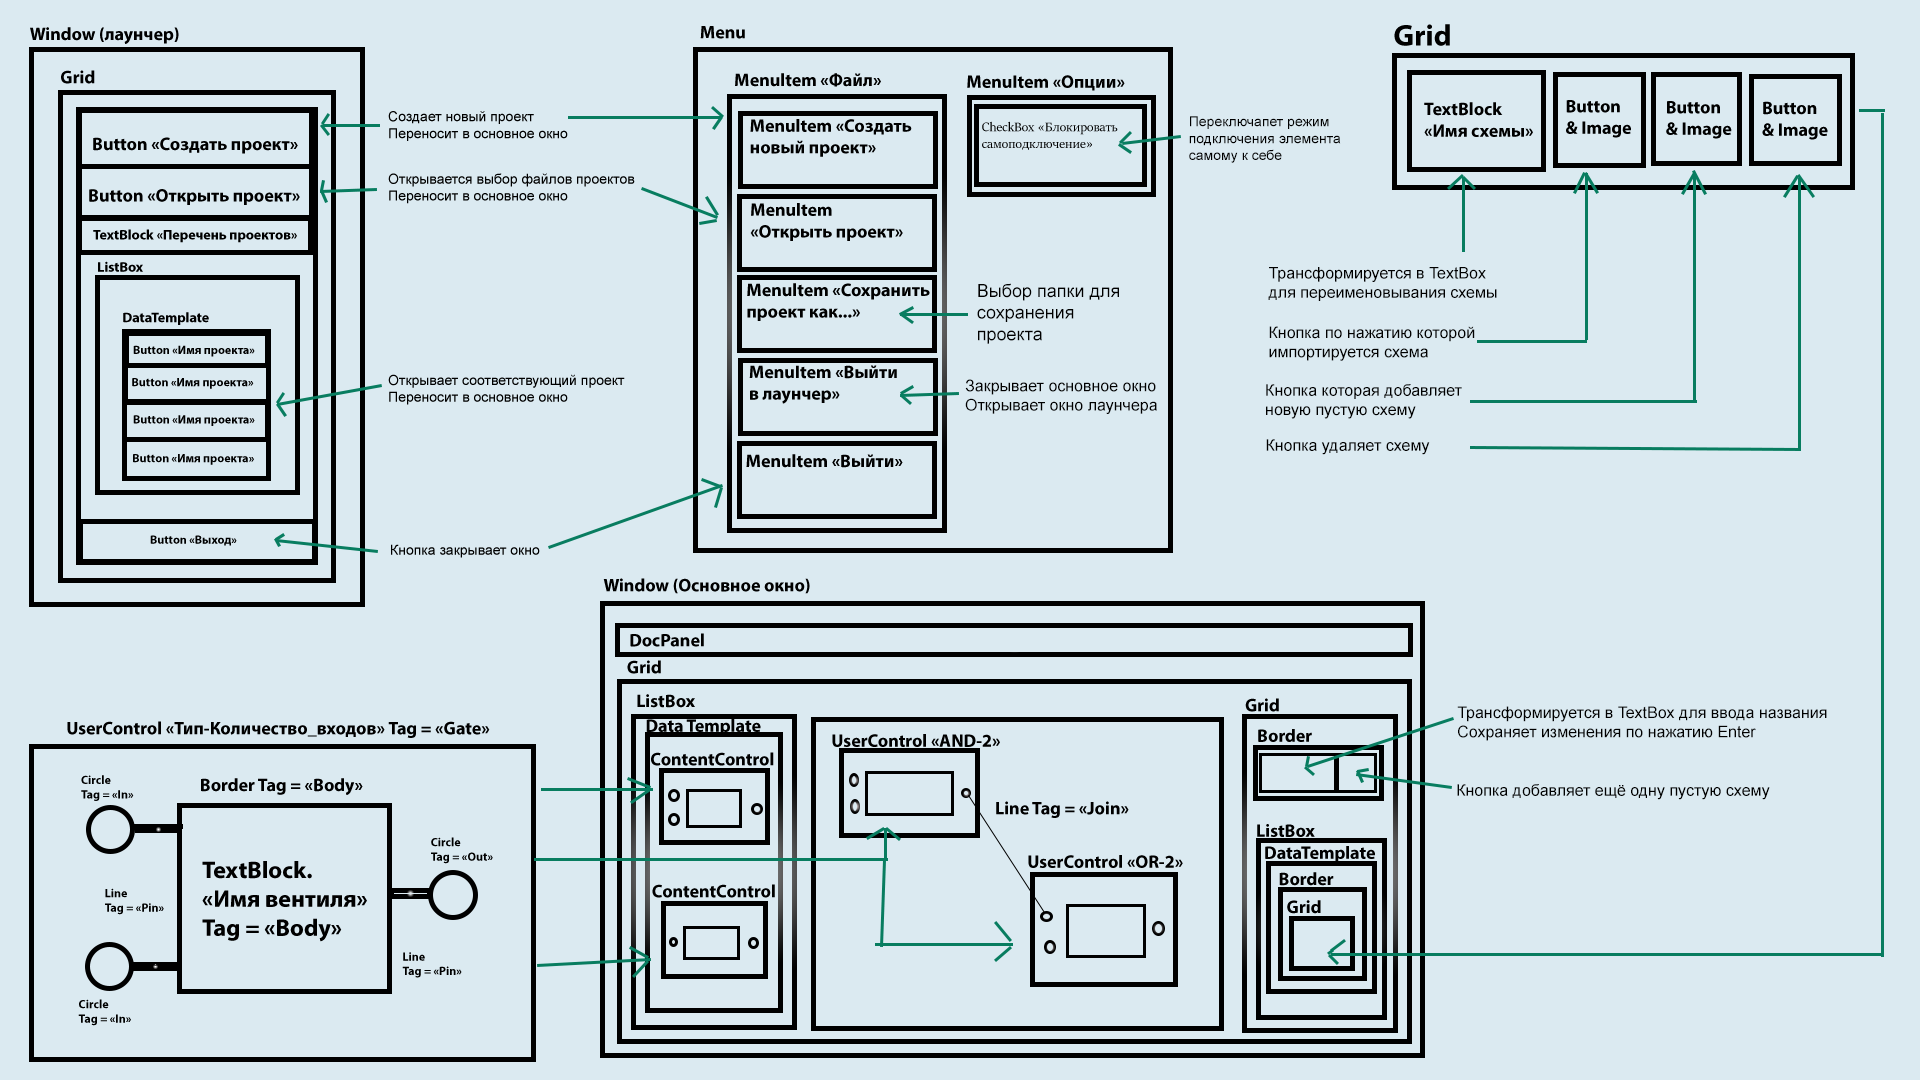 Window (лаунчер)
Grid
Button «Создать проект»
Button «Открыть проект»
TextBlock «Перечень проектов»
ListBox
DataTemplate
Button «Имя проекта»
Button «Имя проекта»
Button «Имя проекта»
Button «Имя проекта»
Button «Выход»
Создает новый проект
Переносит в основное окно
Открывается выбор файлов проектов
Переносит в основное окно
Открывает соответствующий проект
Переносит в основное окно
Кнопка закрывает окно
Menu
MenuItem «Файл»
MenuItem «Создать
новый проект»
MenuItem
«Открыть проект»
MenuItem «Сохранить
проект как...»
MenuItem «Выйти
в лаунчер»
MenuItem «Выйти»
MenuItem «Опции»
CheckBox «Блокировать
самоподключение»
Переключапет режим
подключения элемента
самому к себе
Выбор папки для
сохранения
проекта
Закрывает основное окно
Открывает окно лаунчера
Grid
TextBlock
«Имя схемы»
Button
& Image
Button
& Image
Button
& Image
Трансформируется в TextBox
для переименовывания схемы
Кнопка по нажатию которой
импортируется схема
Кнопка которая добавляет
новую пустую схему
Кнопка удаляет схему
UserControl «Тип-Количество_входов» Tag = «Gate»
Circle
Tag = «In»
Border Tag = «Body»
TextBlock.
«Имя вентиля»
Tag = «Body»
Circle
Tag = «Out»
Line
Tag = «Pin»
Line
Tag = «Pin»
Circle
Tag = «In»
Window (Основное окно)
DocPanel
Grid
ListBox
Data Template
ContentControl
ContentControl
UserControl «AND-2»
Line Tag = «Join»
UserControl «OR-2»
Grid
Border
ListBox
DataTemplate
Border
Grid
Трансформируется в TextBox для ввода названия
Сохраняет изменения по нажатию Enter
Кнопка добавляет ещё одну пустую схему